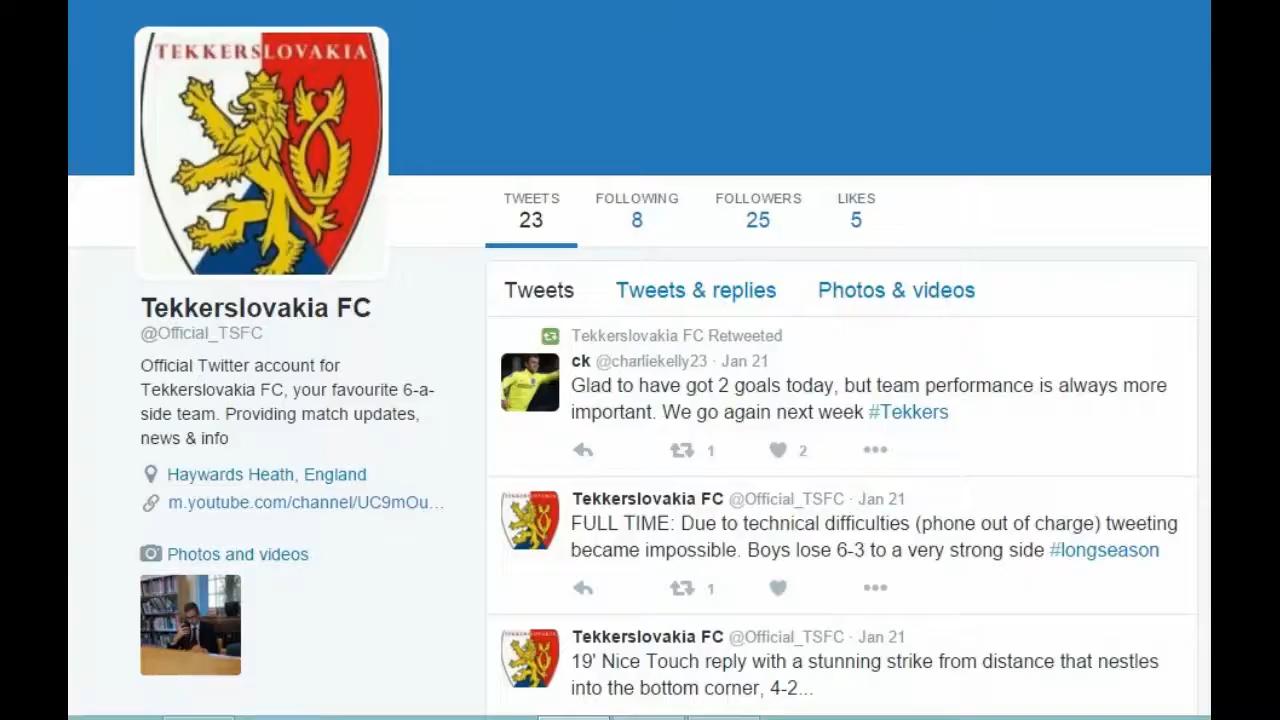 TEKKERSLOVAKIA
TWEETS
23
FOLLOWING
8
FOLLOWERS
25
LIKES
5
Tekkerslovakia FC
@Official_TSFC
Official Twitter account for
Tekkerslovakia FC, your favourite 6-a-
side team. Providing match updates,
news & info
Haywards Heath, England
m.youtube.com/channel/UC9mOu…
Photos and videos
Tweets Tweets & replies Photos & videos
Tekkerslovakia FC Retweeted
ck @charliekelly23 · Jan 21
Glad to have got 2 goals today, but team performance is always more
important. We go again next week #Tekkers
1 2
Tekkerslovakia FC @Official_TSFC · Jan 21
FULL TIME: Due to technical difficulties (phone out of charge) tweeting
became impossible. Boys lose 6-3 to a very strong side #longseason
1
Tekkerslovakia FC @Official_TSFC · Jan 21
19' Nice Touch reply with a stunning strike from distance that nestles
into the bottom corner, 4-2...